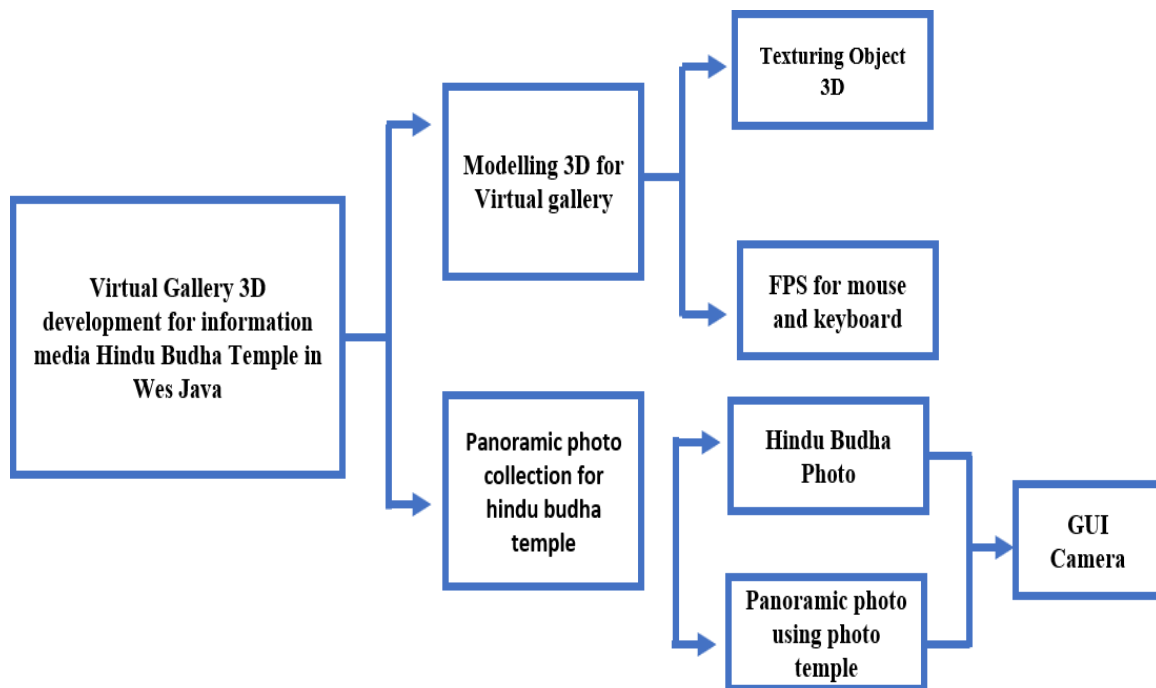 Virtual Gallery 3D
development for information
media Hindu Budha Temple in
Wes Java
Modelling 3D for
Virtual gallery
Texturing Object
3D
FPS for mouse
and keyboard
Panoramic photo
collection for
hindu budha
temple
Hindu Budha
Photo
Panoramic photo
using photo
temple
GUI
Camera